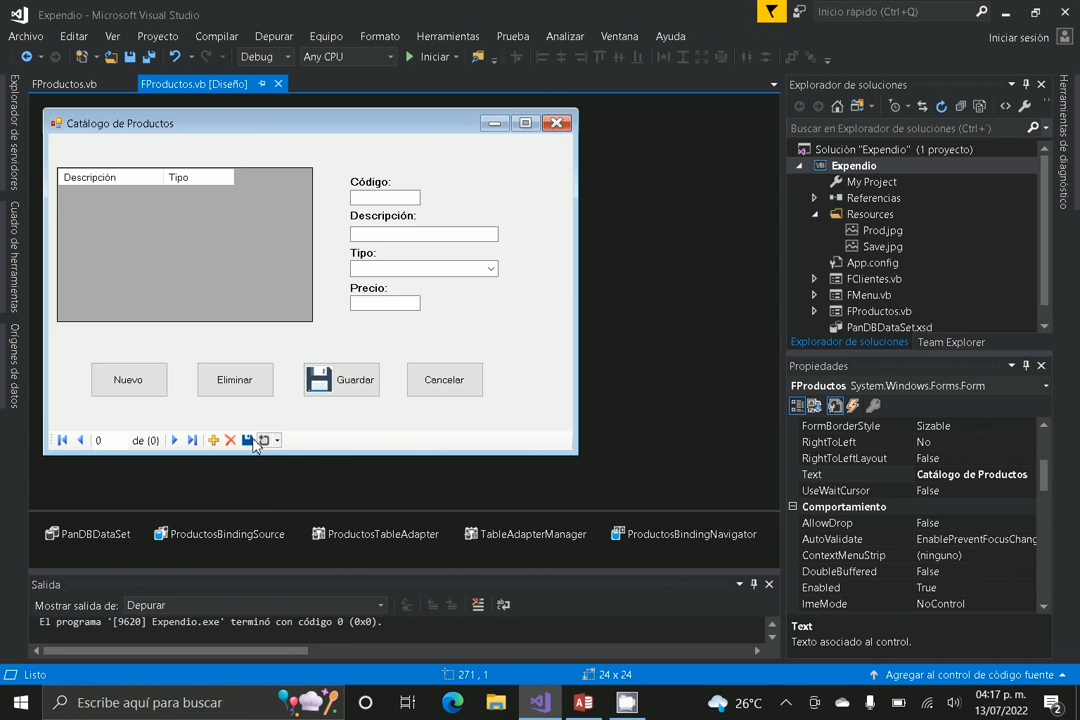 Expendio - Microsoft Visual Studio
Inicio rápido (Ctrl+Q)
Archivo Editar Ver Proyecto Compilar Depurar Equipo Formato Herramientas Prueba Analizar Ventana Ayuda
Iniciar sesión
Debug Any CPU Iniciar
FProductos.vb FProductos.vb [Diseño]
Explorador de soluciones
Explorador de servidores
Cuadro de herramientas
Orígenes de datos
Herramientas de diagnóstico
Catálogo de Productos
Descripción Tipo
Código:
Descripción:
Tipo:
Precio:
Nuevo Eliminar Guardar Cancelar
0 de {0}
Buscar en Explorador de soluciones (Ctrl+')
Solución "Expendio" (1 proyecto)
Expendio
My Project
Referencias
Resources
Prod.jpg
Save.jpg
App.config
FClientes.vb
FMenu.vb
FProductos.vb
PanDBDataSet.xsd
Explorador de soluciones Team Explorer
Propiedades
FProductos System.Windows.Forms.Form
FormBorderStyle Sizable
RightToLeft No
RightToLeftLayout False
Text Catálogo de Productos
UseWaitCursor False
Comportamiento
AllowDrop False
AutoValidate EnablePreventFocusChang
ContextMenuStrip (ninguno)
DoubleBuffered False
Enabled True
ImeMode NoControl
Text
Texto asociado al control.
PanDBDataSet ProductosBindingSource ProductosTableAdapter TableAdapterManager ProductosBindingNavigator
Salida
Mostrar salida de: Depurar
El programa '[9620] Expendio.exe' terminó con código 0 (0x0).
Listo 271 , 1 24 x 24 Agregar al control de código fuente
Escribe aquí para buscar
26°C
04:17 p. m.
13/07/2022
2